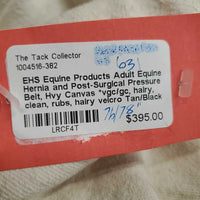 The Tack Collector
1004516-382
EHS Equine Products Adult Equine
Hernia and Post-Surgical Pressure
Belt, Hvy Canvas "vgc/gc, hairy,
clean, rubs, hairy velcro Tan/Black
LRCF4T
$395.00